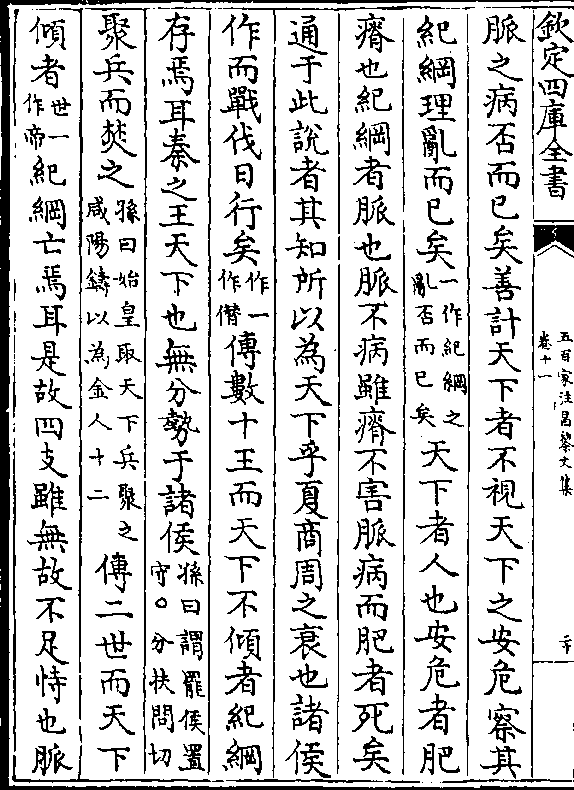 欽定四庫全書
五百家注昌黎文集
卷十一
二十
脈之病否而已矣善計天下者不視天下之安危察其
紀綱理亂而已矣一作紀綱之亂否而已矣天下者人也安危者肥
瘠也紀綱者脈也脈不病雖瘠不害脈病而肥者死矣
通于此說者其知所以為天下乎夏商周之衰也諸侯
作而戰伐日行矣作一作僭傳數十王而天下不傾者紀綱
存焉耳秦之王天下也無分勢于諸侯孫曰謂罷侯置守○分扶問切
聚兵而焚之孫曰始皇取天下兵聚之咸陽鑄以為金人十二傳二世而天下
傾者世一作帝紀綱亡焉耳是故四支雖無故不足恃也脈